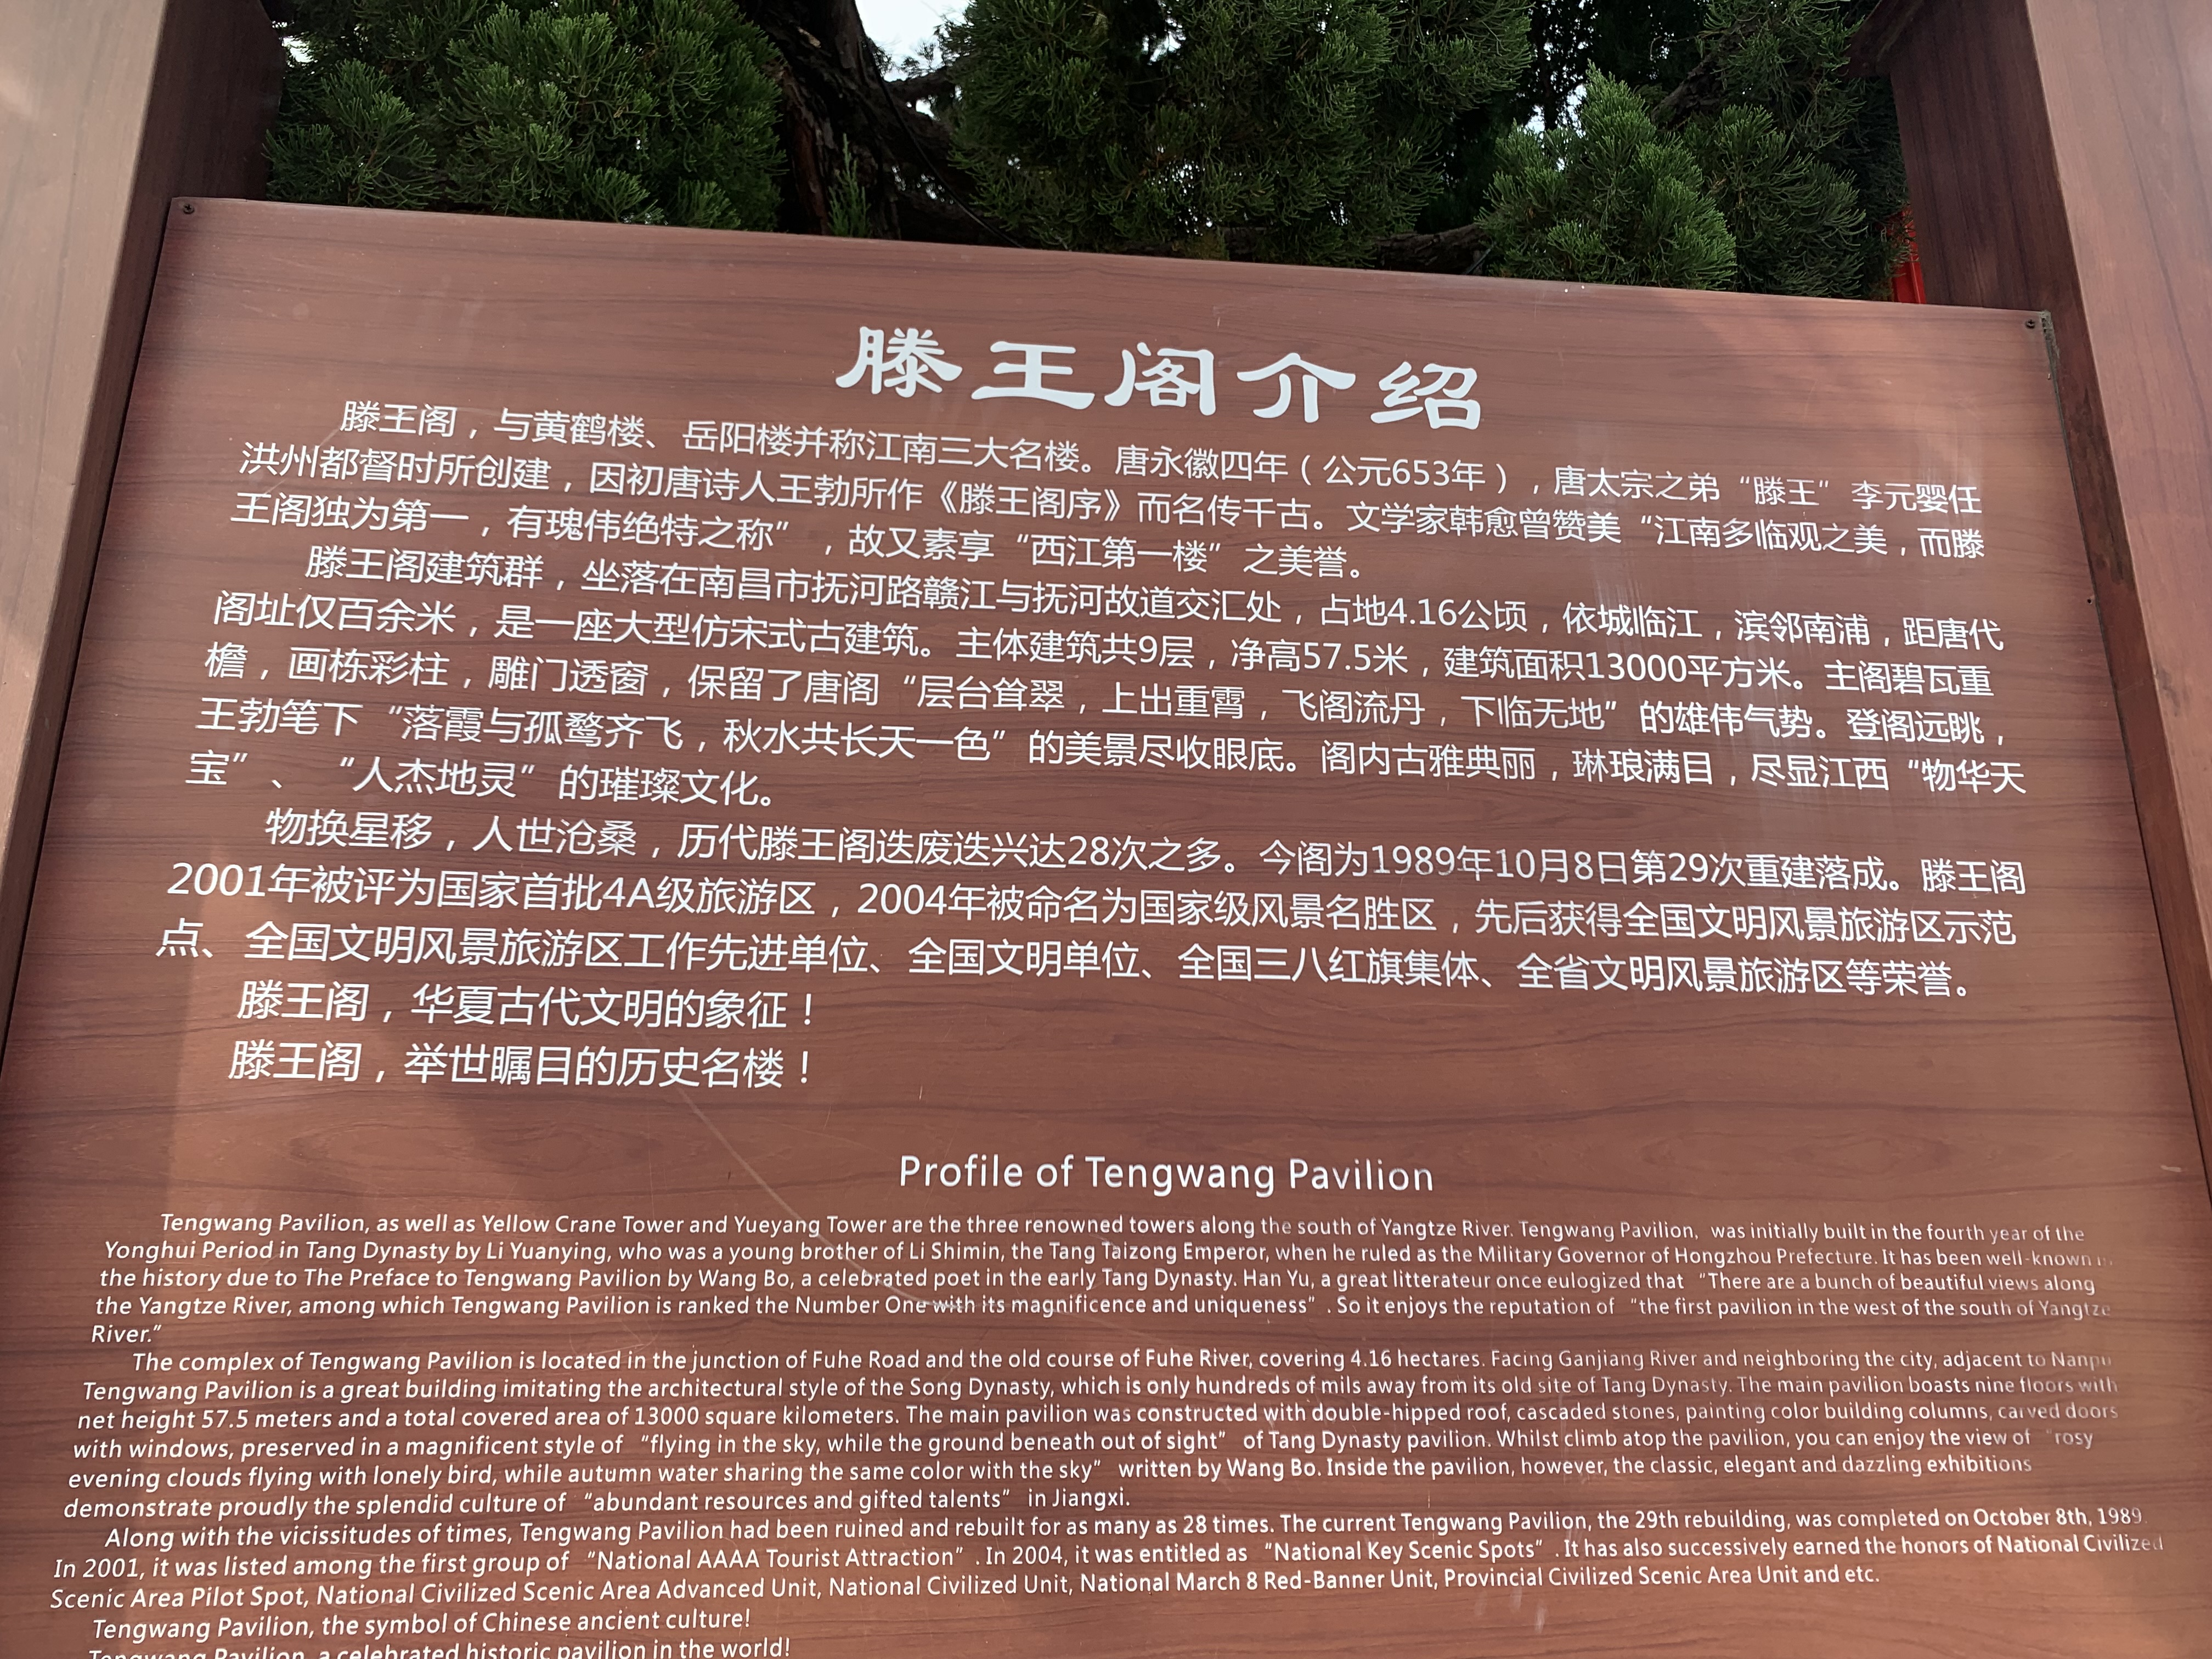 滕王阁介绍
滕王阁，与黄鹤楼、岳阳楼并称江南三大名楼。唐永徽四年（公元653年），唐太宗之弟“滕王”李元婴任
洪州都督时所创建，因初唐诗人王勃所作《滕王阁序》而名传千古。文学家韩愈曾赞美“江南多临观之美，而滕
王阁独为第一，有瑰伟绝特之称”，故又素享“西江第一楼”之美誉。
滕王阁建筑群，坐落在南昌市抚河路赣江与抚河故道交汇处，占地4.16公顷，依城临江，滨邻南浦，距唐代
阁址仅百余米，是一座大型仿宋式古建筑。主体建筑共9层，净高57.5米，建筑面积13000平方米。主阁碧瓦重
檐，画栋彩柱，雕门透窗，保留了唐阁“层台耸翠，上出重霄，飞阁流丹，下临无地”的雄伟气势。登阁远眺，
王勃笔下“落霞与孤鹜齐飞，秋水共长天一色”的美景尽收眼底。阁内古雅典丽，琳琅满目，尽显江西“物华天
宝”、“人杰地灵”的璀璨文化。
物换星移，人世沧桑，历代滕王阁迭废迭兴达28次之多。今阁为1989年10月8日第29次重建落成。滕王阁
2001年被评为国家首批4A级旅游区，2004年被命名为国家级风景名胜区，先后获得全国文明风景旅游区示范
点、全国文明风景旅游区工作先进单位、全国文明单位、全国三八红旗集体、全省文明风景旅游区等荣誉。
滕王阁，华夏古代文明的象征！
滕王阁，举世瞩目的历史名楼！
Profile of Tengwang Pavilion
Tengwang Pavilion, as well as Yellow Crane Tower and Yueyang Tower are the three renowned towers along the south of Yangtze River. Tengwang Pavilion, was initially built in the fourth year of the
Yonghui Period in Tang Dynasty by Li Yuanying, who was a young brother of Li Shimin, the Tang Taizong Emperor, when he ruled as the Military Governor of Hongzhou Prefecture. It has been well-known
the history due to The Preface to Tengwang Pavilion by Wang Bo, a celebrated poet in the early Tang Dynasty. Han Yu, a great litterateur once eulogized that “There are a bunch of beautiful views along
the Yangtze River, among which Tengwang Pavilion is ranked the Number One with its magnificence and uniqueness”. So it enjoys the reputation of “the first pavilion in the west of the south of Yangtze
River.”
The complex of Tengwang Pavilion is located in the junction of Fuhe Road and the old course of Fuhe River, covering 4.16 hectares. Facing Ganjiang River and neighboring the city, adjacent to Nanpu
Tengwang Pavilion is a great building imitating the architectural style of the Song Dynasty, which is only hundreds of mils away from its old site of Tang Dynasty. The main pavilion boasts nine floors with
net height 57.5 meters and a total covered area of 13000 square kilometers. The main pavilion was constructed with double-hipped roof, cascaded stones, painting color building columns, carved doors
with windows, preserved in a magnificent style of “flying in the sky, while the ground beneath out of sight” of Tang Dynasty pavilion. Whilst climb atop the pavilion, you can enjoy the view of “rosy
evening clouds flying with lonely bird, while autumn water sharing the same color with the sky” written by Wang Bo. Inside the pavilion, however, the classic, elegant and dazzling exhibitions
demonstrate proudly the splendid culture of “abundant resources and gifted talents” in Jiangxi.
Along with the vicissitudes of times, Tengwang Pavilion had been ruined and rebuilt for as many as 28 times. The current Tengwang Pavilion, the 29th rebuilding, was completed on October 8th, 1989.
In 2001, it was listed among the first group of “National AAAA Tourist Attraction”. In 2004, it was entitled as “National Key Scenic Spots”. It has also successively earned the honors of National Civilized
Scenic Area Pilot Spot, National Civilized Scenic Area Advanced Unit, National Civilized Unit, National March 8 Red-Banner Unit, Provincial Civilized Scenic Area Unit and etc.
Tengwang Pavilion, the symbol of Chinese ancient culture!
Tengwang Pavilion, a celebrated historic pavilion in the world!